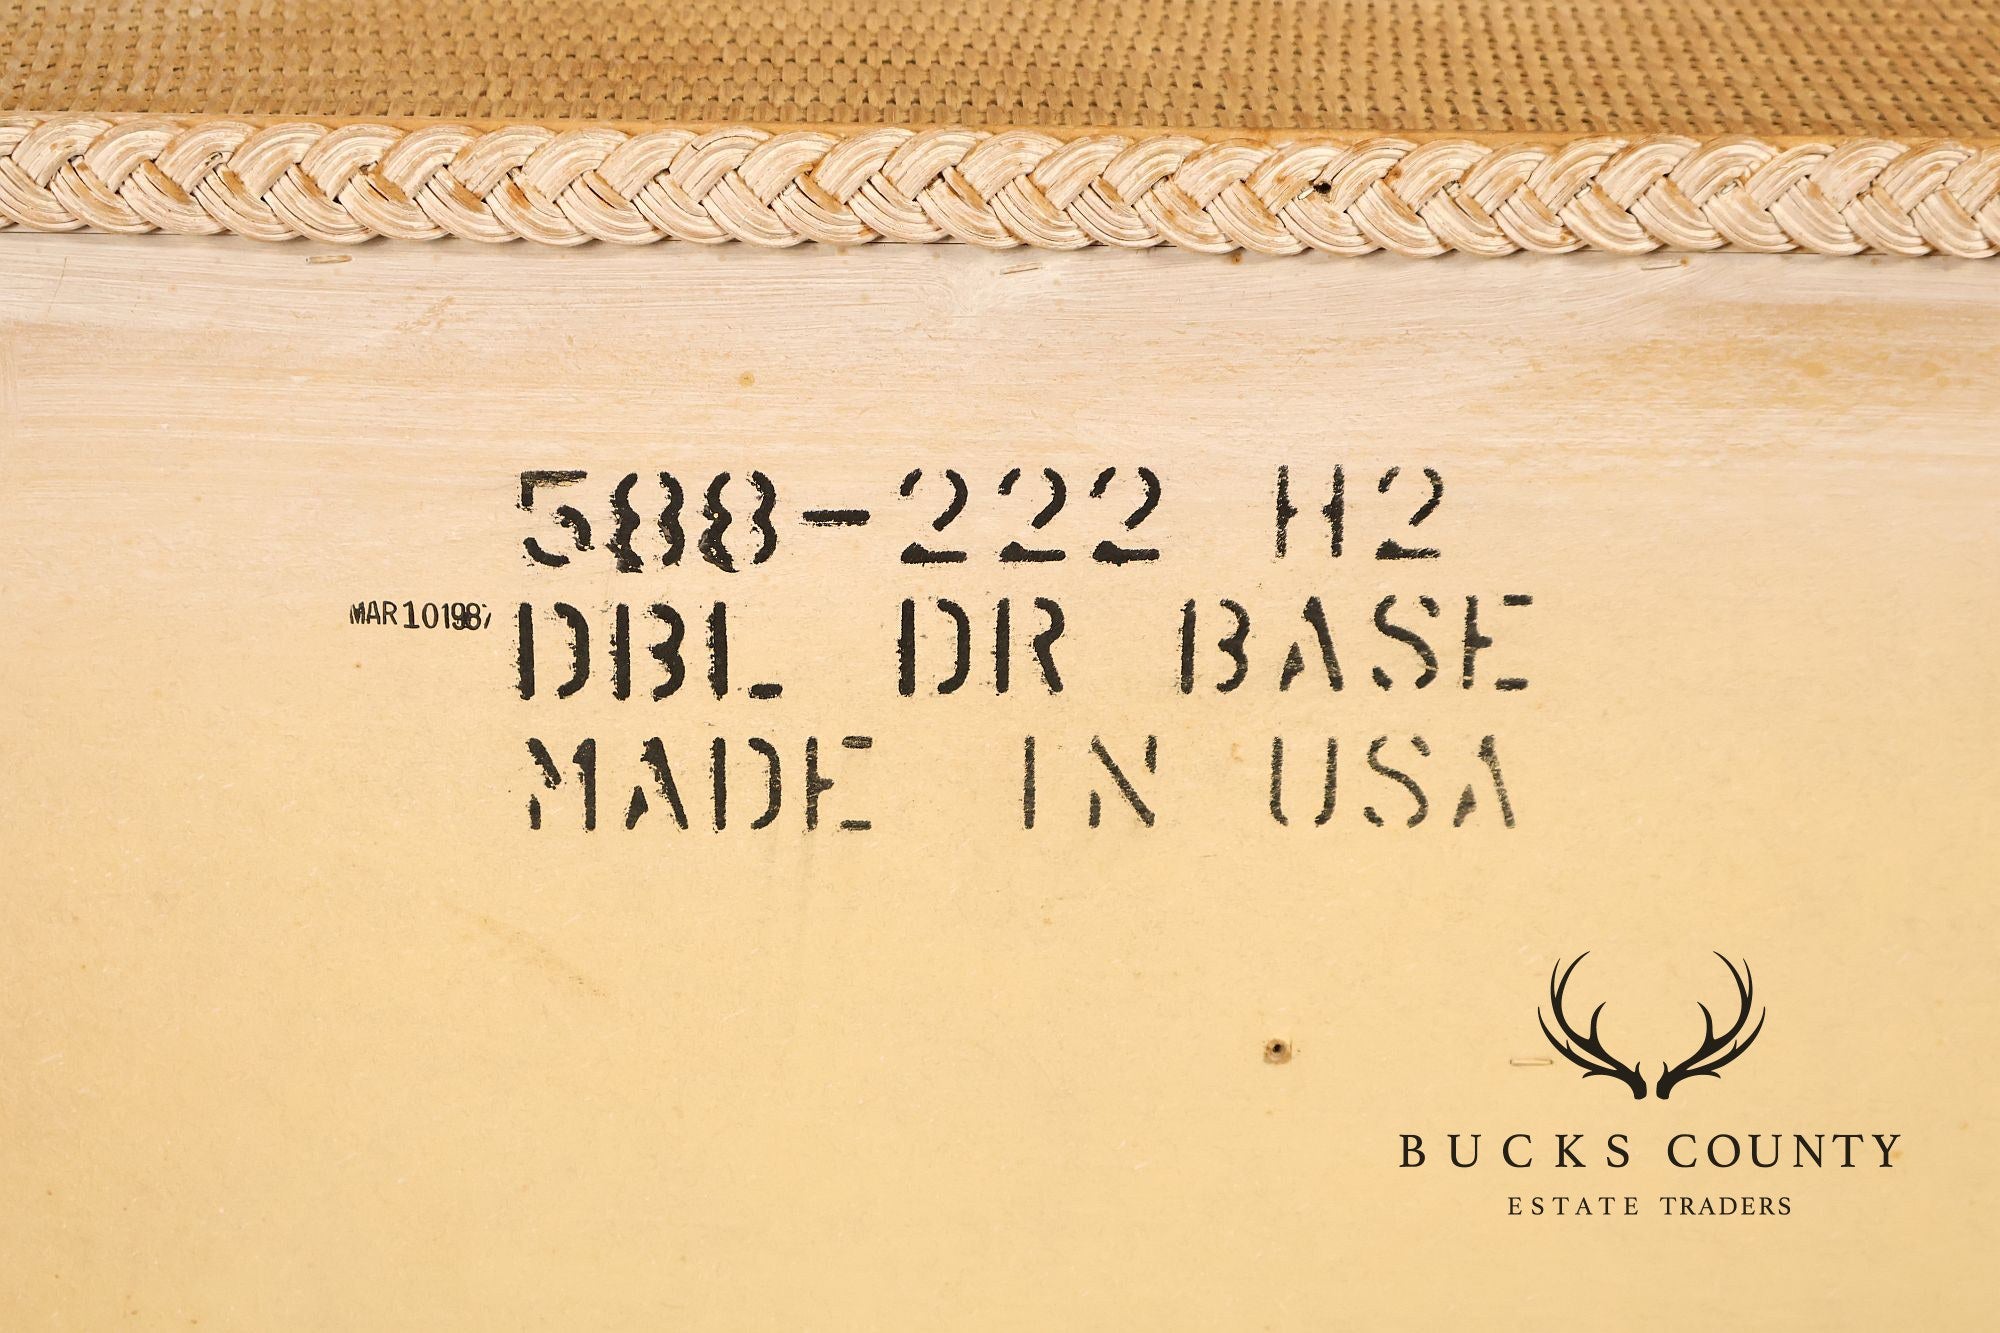 588-222 H2
MAR 10 1987
DBL DR BASE
MADE IN USA
BUCKS COUNTY
ESTATE TRADERS